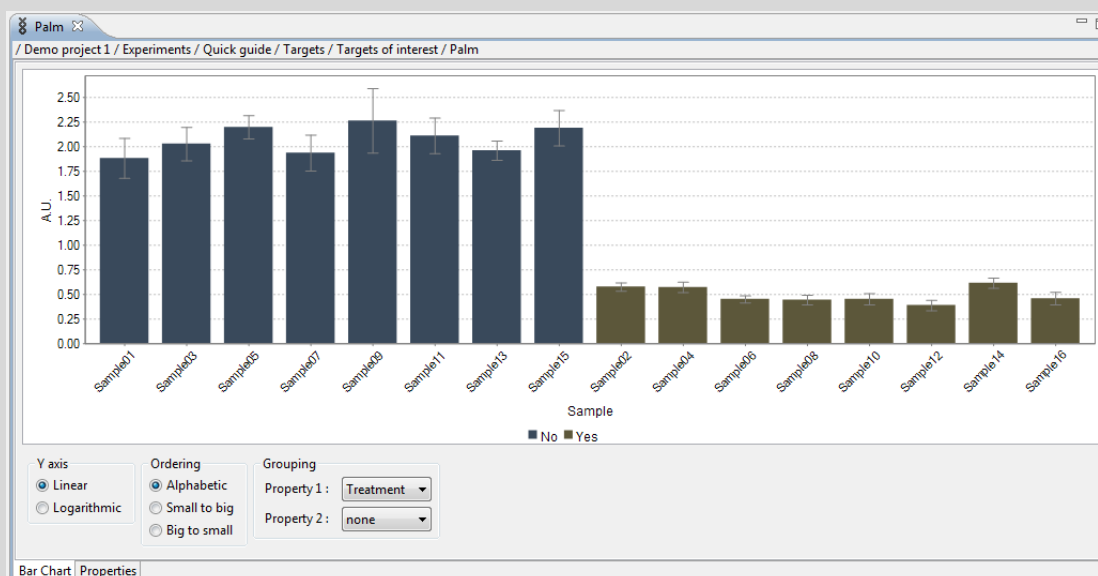 Palm
/ Demo project 1 / Experiments / Quick guide / Targets / Targets of interest / Palm
2.50
2.25
2.00
1.75
1.50
1.25
1.00
0.75
0.50
0.25
0.00
A.U.
Sample01 Sample03 Sample05 Sample07 Sample09 Sample11 Sample13 Sample15 Sample02 Sample04 Sample06 Sample08 Sample10 Sample12 Sample14 Sample16
Sample
No Yes
Y axis
Linear
Logarithmic
Ordering
Alphabetic
Small to big
Big to small
Grouping
Property 1 : Treatment
Property 2 : none
Bar Chart Properties